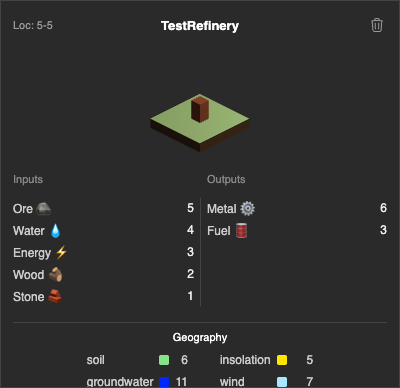 Loc: 5-5 TestRefinery
Inputs Outputs
Ore 5 Metal 6
Water 4 Fuel 3
Energy 3
Wood 2
Stone 1
Geography
soil 6 insolation 5
groundwater 11 wind 7